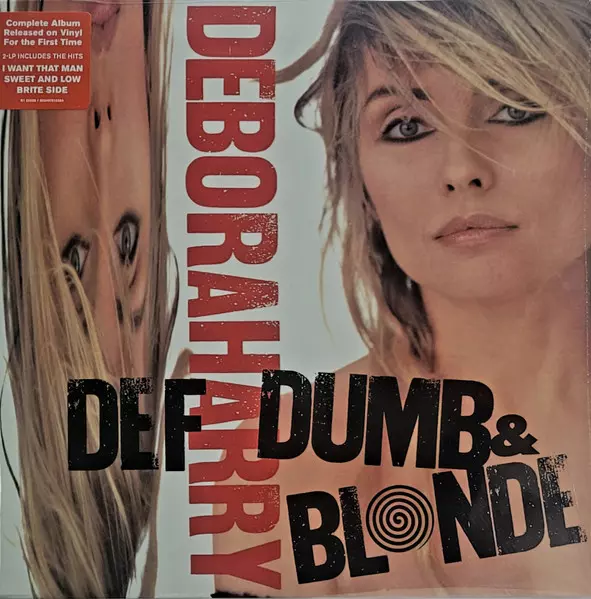 Complete Album
Released on Vinyl
For the First Time
2-LP INCLUDES THE HITS
I WANT THAT MAN
SWEET AND LOW
BRITE SIDE
DEBORAHARRY
DEF DUMB &
BLONDE